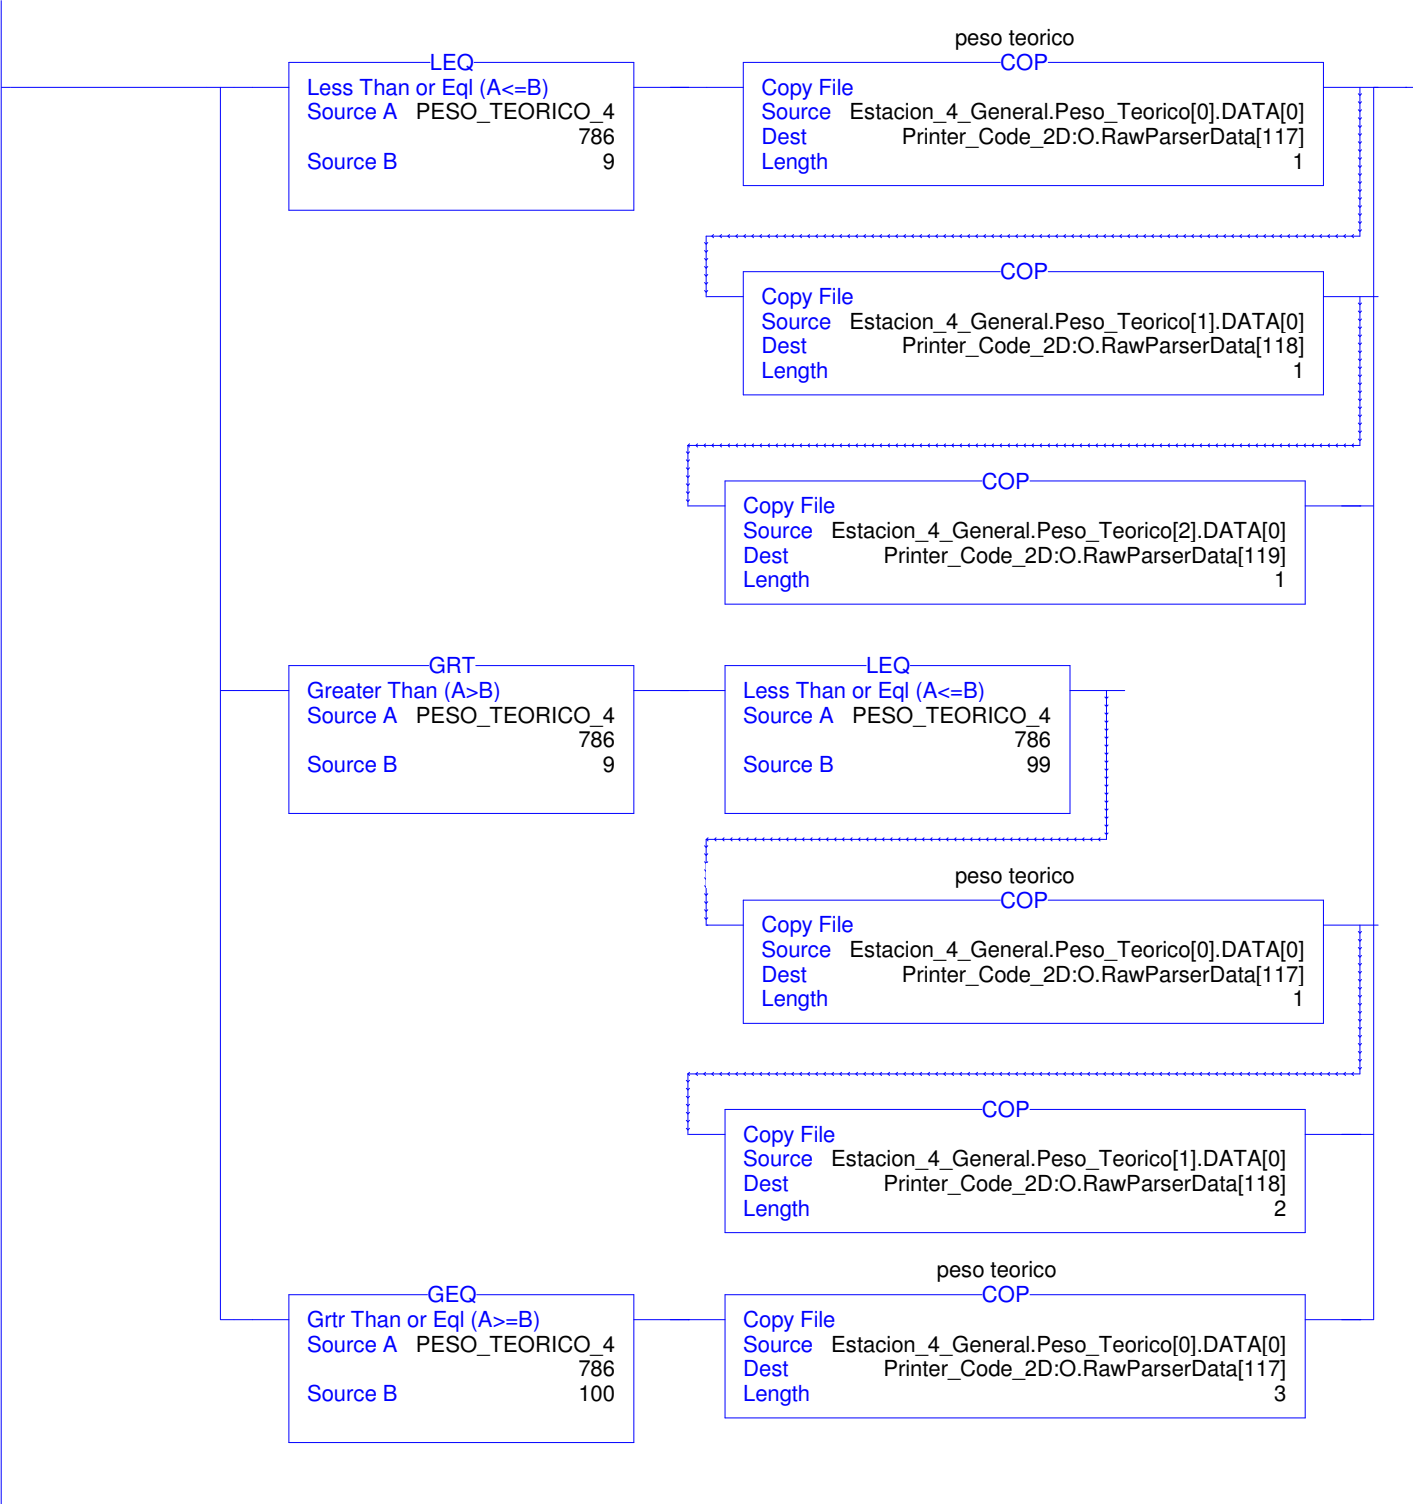 peso teorico
LEQ
Less Than or Eql (A<=B)
Source A PESO_TEORICO_4
786
Source B 9
COP
Copy File
Source Estacion_4_General.Peso_Teorico[0].DATA[0]
Dest Printer_Code_2D:O.RawParserData[117]
Length 1
COP
Copy File
Source Estacion_4_General.Peso_Teorico[1].DATA[0]
Dest Printer_Code_2D:O.RawParserData[118]
Length 1
COP
Copy File
Source Estacion_4_General.Peso_Teorico[2].DATA[0]
Dest Printer_Code_2D:O.RawParserData[119]
Length 1
GRT
Greater Than (A>B)
Source A PESO_TEORICO_4
786
Source B 9
LEQ
Less Than or Eql (A<=B)
Source A PESO_TEORICO_4
786
Source B 99
peso teorico
COP
Copy File
Source Estacion_4_General.Peso_Teorico[0].DATA[0]
Dest Printer_Code_2D:O.RawParserData[117]
Length 1
COP
Copy File
Source Estacion_4_General.Peso_Teorico[1].DATA[0]
Dest Printer_Code_2D:O.RawParserData[118]
Length 2
GEQ
Grtr Than or Eql (A>=B)
Source A PESO_TEORICO_4
786
Source B 100
peso teorico
COP
Copy File
Source Estacion_4_General.Peso_Teorico[0].DATA[0]
Dest Printer_Code_2D:O.RawParserData[117]
Length 3